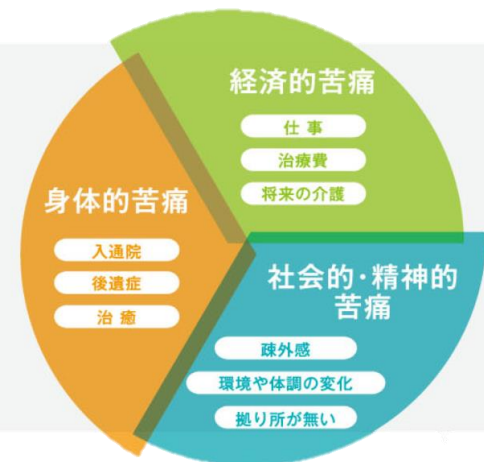 経済的苦痛
仕事
治療費
将来の介護
身体的苦痛
入通院
後遺症
治癒
社会的・精神的
苦痛
疎外感
環境や体調の変化
拠り所が無い